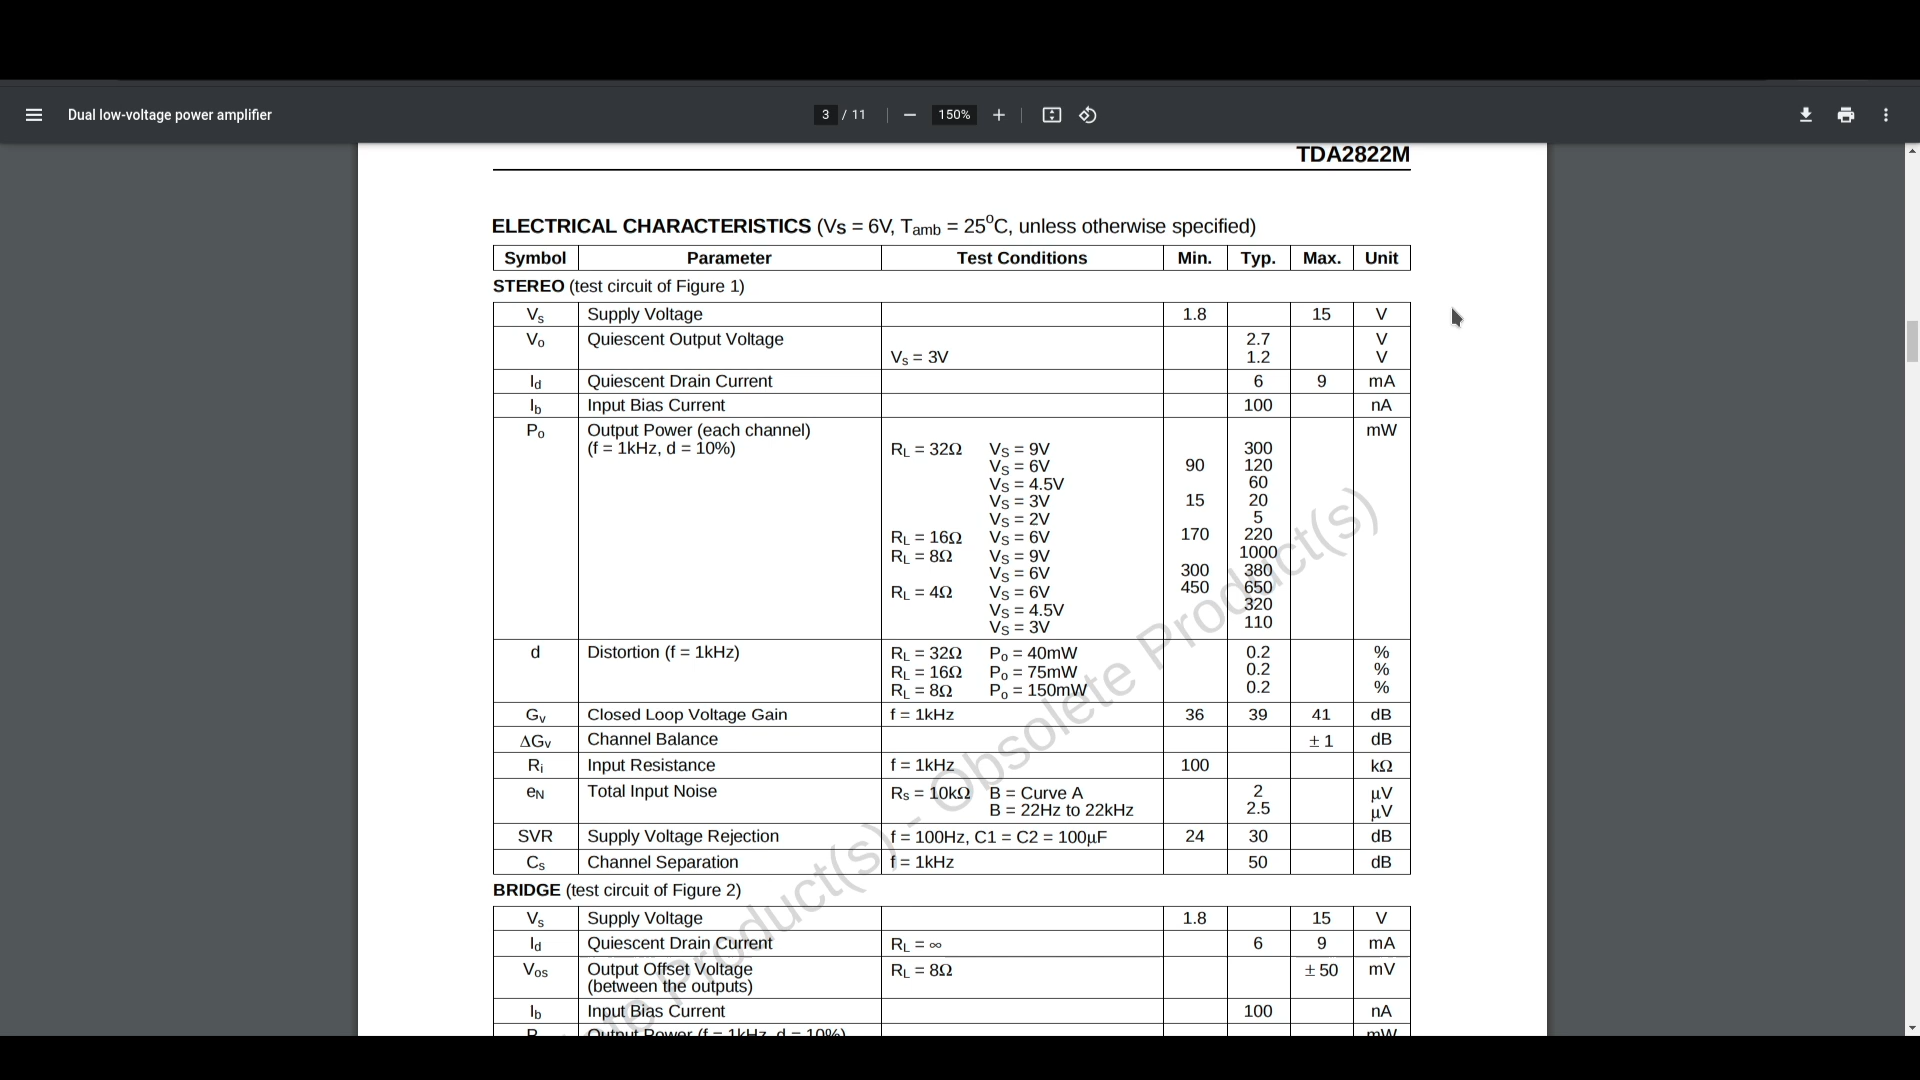 Dual low-voltage power amplifier
3 / 11
150%
TDA2822M
ELECTRICAL CHARACTERISTICS (Vs = 6V, Tamb = 25°C, unless otherwise specified)
Symbol Parameter Test Conditions Min. Typ. Max. Unit
STEREO (test circuit of Figure 1)
Vs Supply Voltage 1.8 15 V
Vo Quiescent Output Voltage 2.7 V
Vs = 3V 1.2 V
Id Quiescent Drain Current 6 9 mA
Ib Input Bias Current 100 nA
Po Output Power (each channel) mW
(f = 1kHz, d = 10%) RL = 32Ω VS = 9V 300
VS = 6V 90 120
VS = 4.5V 60
VS = 3V 15 20
VS = 2V 5
RL = 16Ω VS = 6V 170 220
RL = 8Ω VS = 9V 1000
VS = 6V 300 380
RL = 4Ω VS = 6V 450 650
VS = 4.5V 320
VS = 3V 110
d Distortion (f = 1kHz) RL = 32Ω Po = 40mW 0.2 %
RL = 16Ω Po = 75mW 0.2 %
RL = 8Ω Po = 150mW 0.2 %
Gv Closed Loop Voltage Gain f = 1kHz 36 39 41 dB
ΔGv Channel Balance ± 1 dB
Ri Input Resistance f = 1kHz 100 kΩ
eN Total Input Noise Rs = 10kΩ B = Curve A 2 μV
B = 22Hz to 22kHz 2.5 μV
SVR Supply Voltage Rejection f = 100Hz, C1 = C2 = 100μF 24 30 dB
Cs Channel Separation f = 1kHz 50 dB
BRIDGE (test circuit of Figure 2)
Vs Supply Voltage 1.8 15 V
Id Quiescent Drain Current RL = ∞ 6 9 mA
Vos Output Offset Voltage RL = 8Ω ± 50 mV
(between the outputs)
Ib Input Bias Current 100 nA
Output Power (f = 1kHz, d = 10%) mW
Product(s) - Obsolete Product(s)